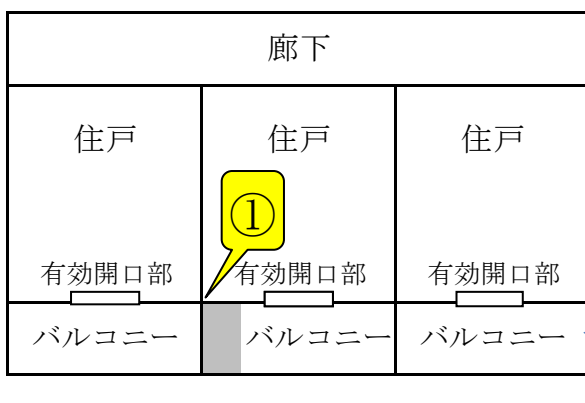 廊下
住戸 住戸 住戸
①
有効開口部 有効開口部 有効開口部
バルコニー バルコニー バルコニー